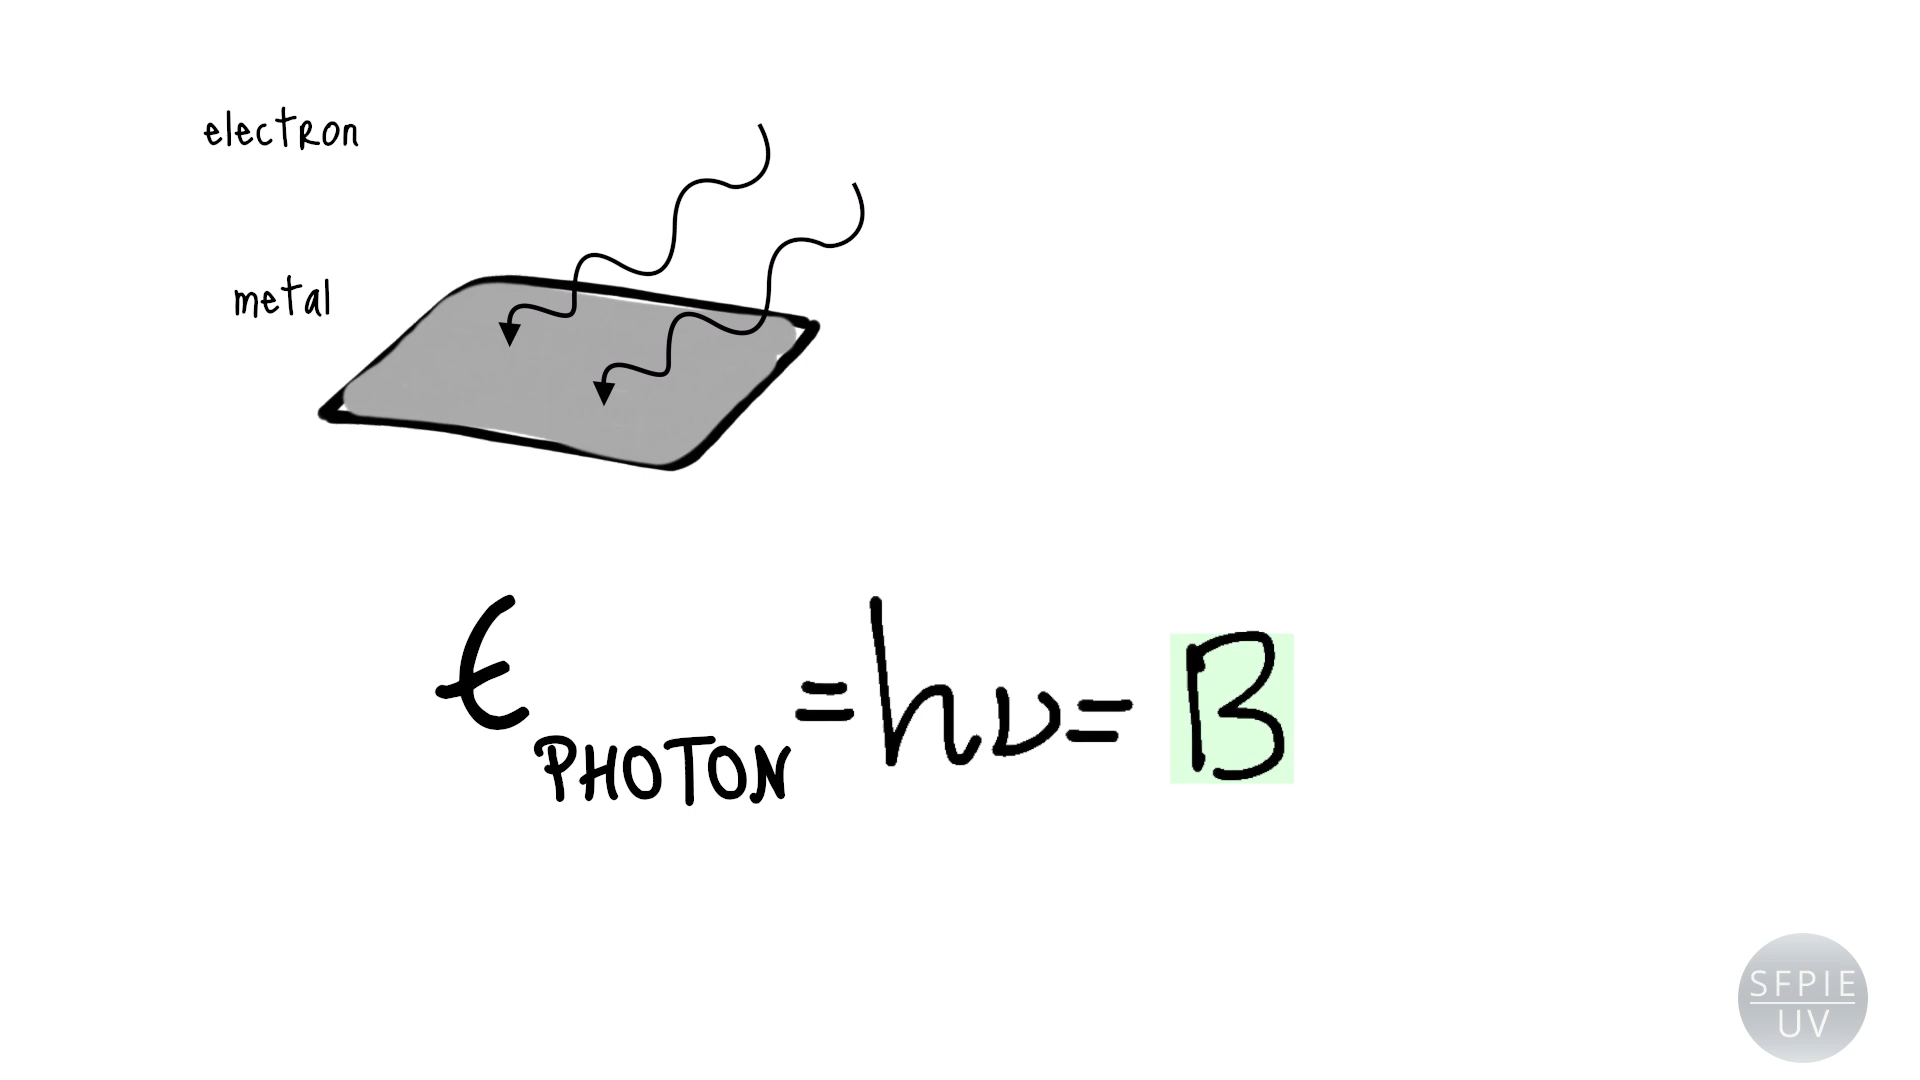 electron
metal
ϵPHOTON = hν = B
SFPIE
UV